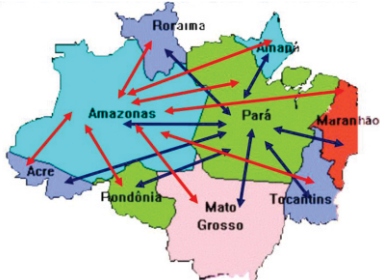 Roraima
Amapá
Amazonas
Pará
Maranhão
Acre
Rondônia
Mato
Grosso
Tocantins